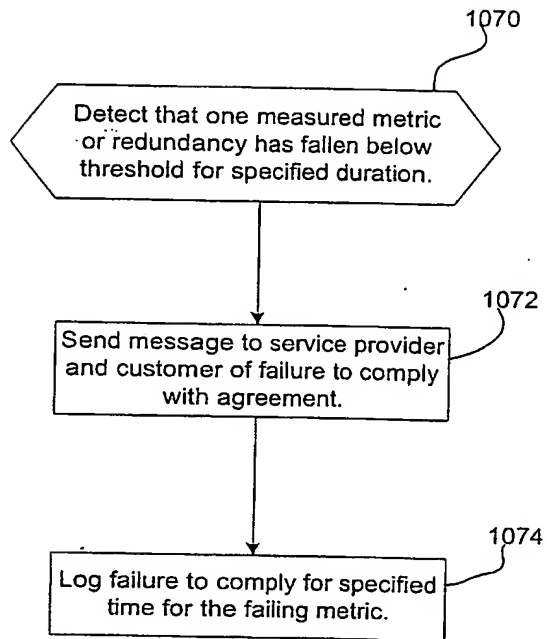 1070
Detect that one measured metric
or redundancy has fallen below
threshold for specified duration.
1072
Send message to service provider
and customer of failure to comply
with agreement.
1074
Log failure to comply for specified
time for the failing metric.